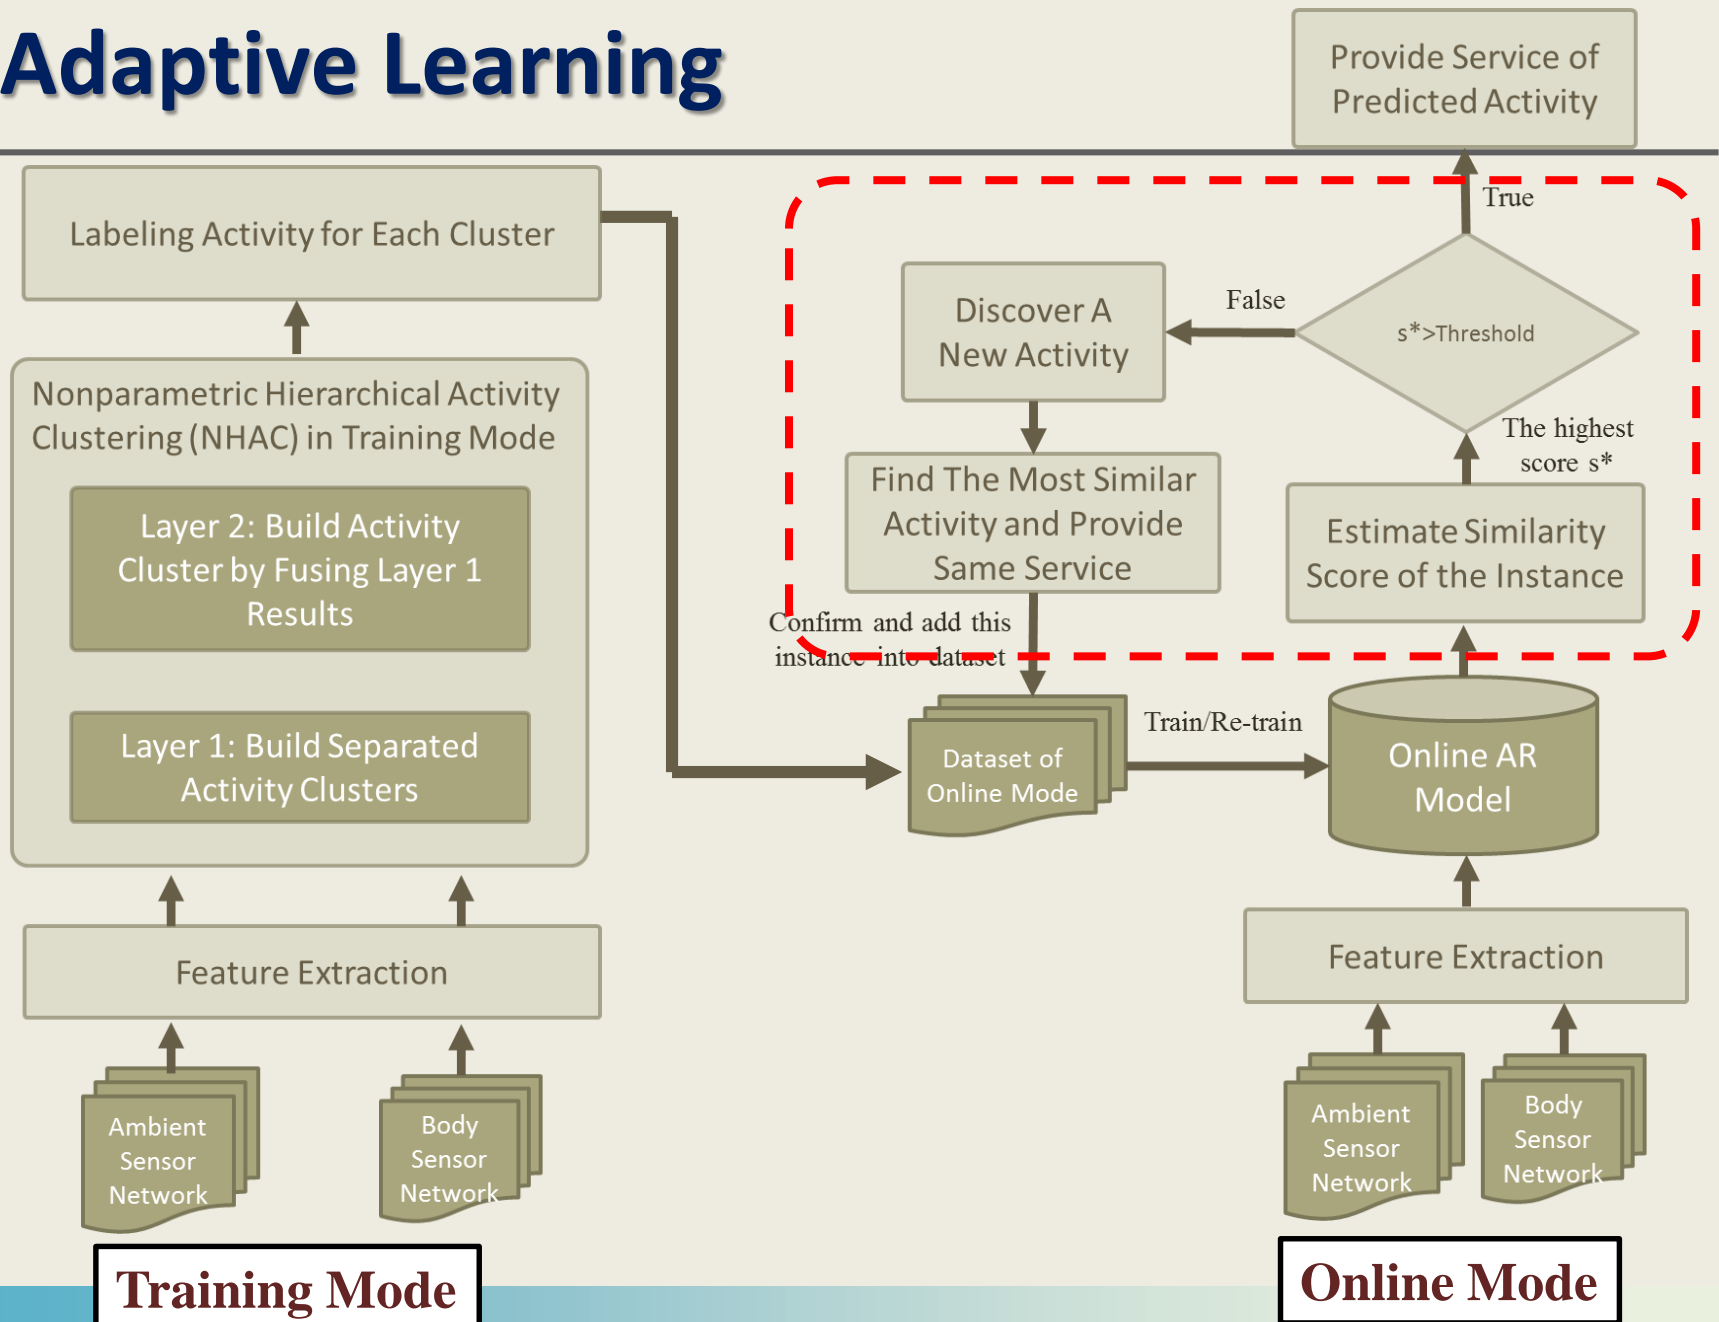 Adaptive Learning
Provide Service of
Predicted Activity
Labeling Activity for Each Cluster
Nonparametric Hierarchical Activity
Clustering (NHAC) in Training Mode
Layer 2: Build Activity
Cluster by Fusing Layer 1
Results
Layer 1: Build Separated
Activity Clusters
Feature Extraction
Ambient
Sensor
Network
Body
Sensor
Network
Training Mode
True
False
s*>Threshold
Discover A
New Activity
The highest
score s*
Find The Most Similar
Activity and Provide
Same Service
Estimate Similarity
Score of the Instance
Confirm and add this
instance into dataset
Dataset of
Online Mode
Train/Re-train
Online AR
Model
Feature Extraction
Ambient
Sensor
Network
Body
Sensor
Network
Online Mode